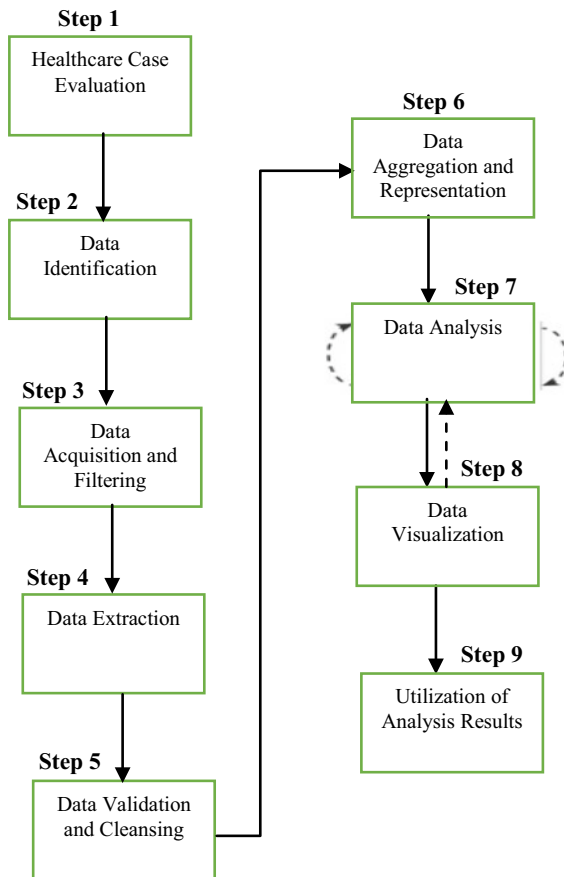 Step 1
Healthcare Case
Evaluation
Step 2
Data
Identification
Step 3
Data
Acquisition and
Filtering
Step 4
Data Extraction
Step 5
Data Validation
and Cleansing
Step 6
Data
Aggregation and
Representation
Step 7
Data Analysis
Step 8
Data
Visualization
Step 9
Utilization of
Analysis Results